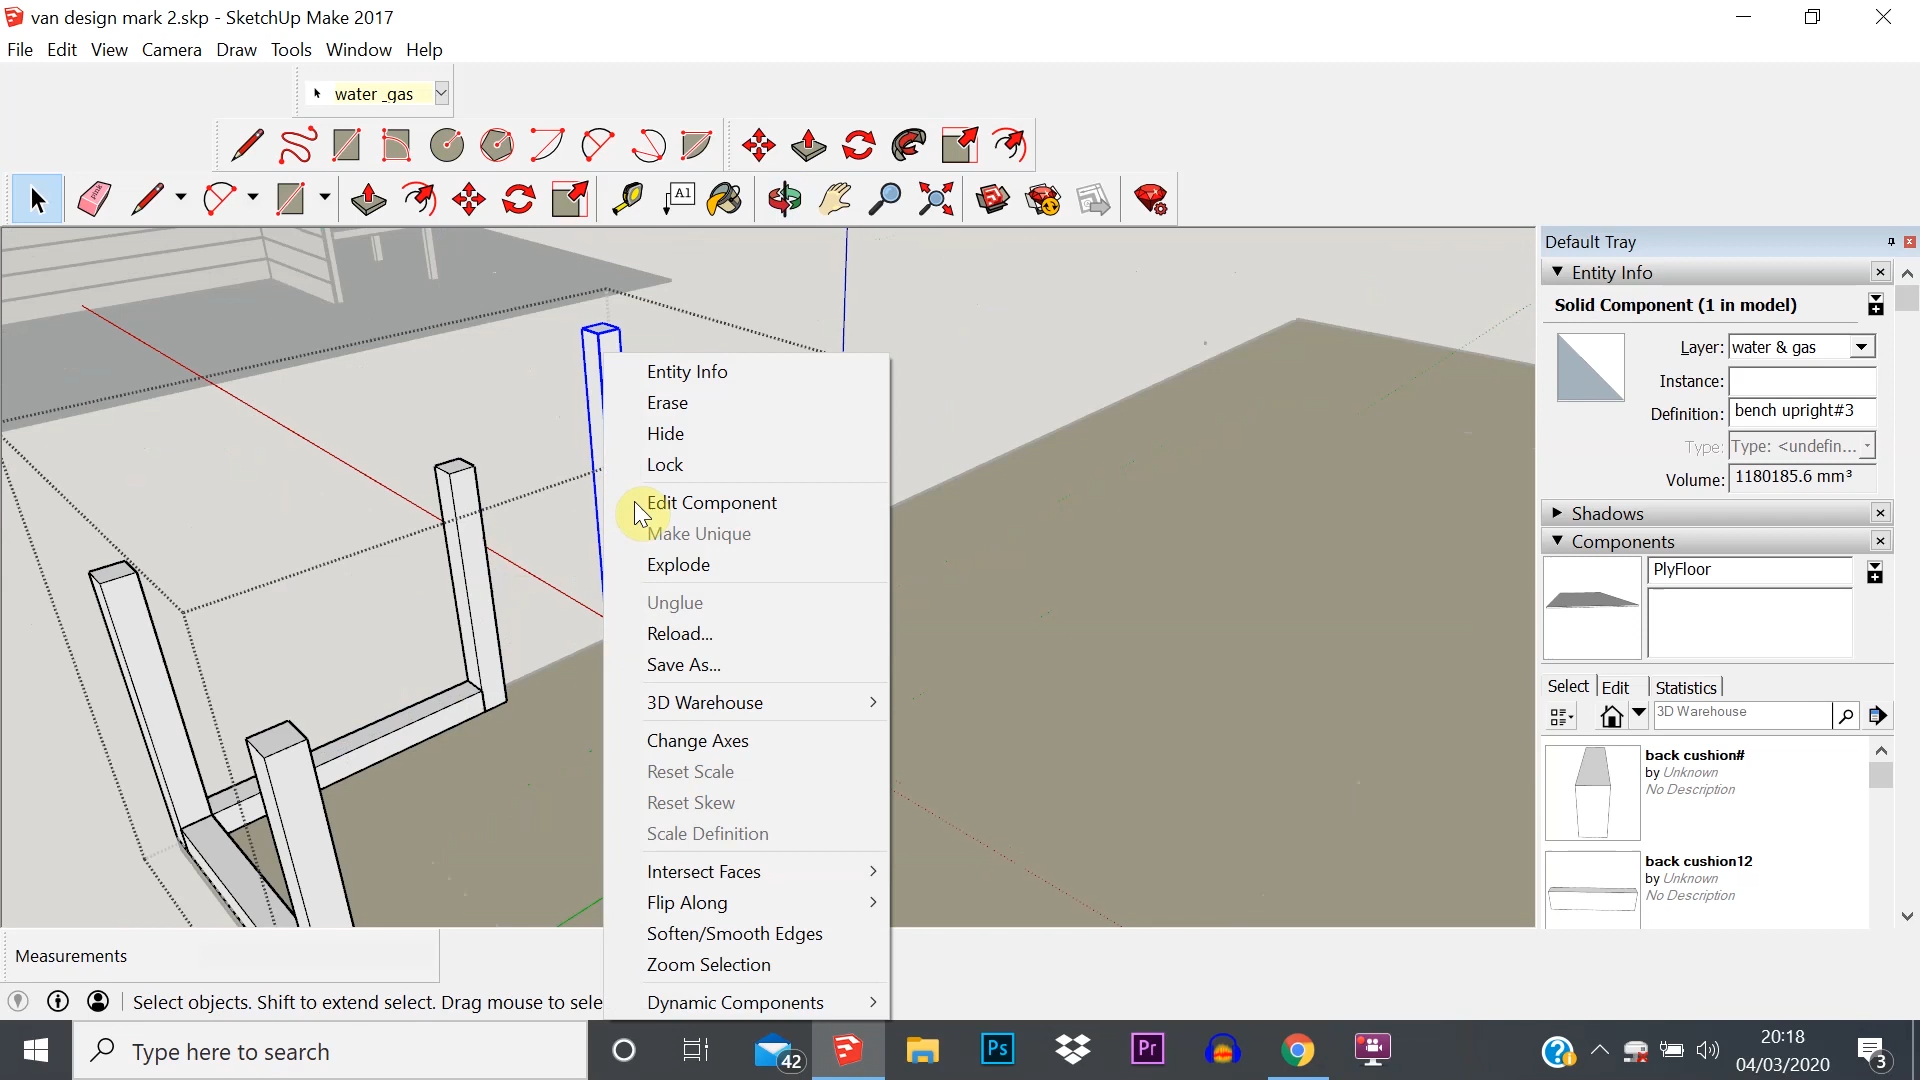 van design mark 2.skp - SketchUp Make 2017
File Edit View Camera Draw Tools Window Help
water _gas
A1
Default Tray
Entity Info
Solid Component (1 in model)
Layer: water & gas
Instance:
Definition: bench upright#3
Type: Type: <undefin...
Volume: 1180185.6 mm³
Shadows
Components
PlyFloor
Select Edit Statistics
3D Warehouse
back cushion#
by Unknown
No Description
back cushion12
by Unknown
No Description
Entity Info
Erase
Hide
Lock
Edit Component
Make Unique
Explode
Unglue
Reload...
Save As...
3D Warehouse
Change Axes
Reset Scale
Reset Skew
Scale Definition
Intersect Faces
Flip Along
Soften/Smooth Edges
Zoom Selection
Dynamic Components
Measurements
Select objects. Shift to extend select. Drag mouse to sele
Type here to search
42
Ps
Pr
20:18
04/03/2020
3